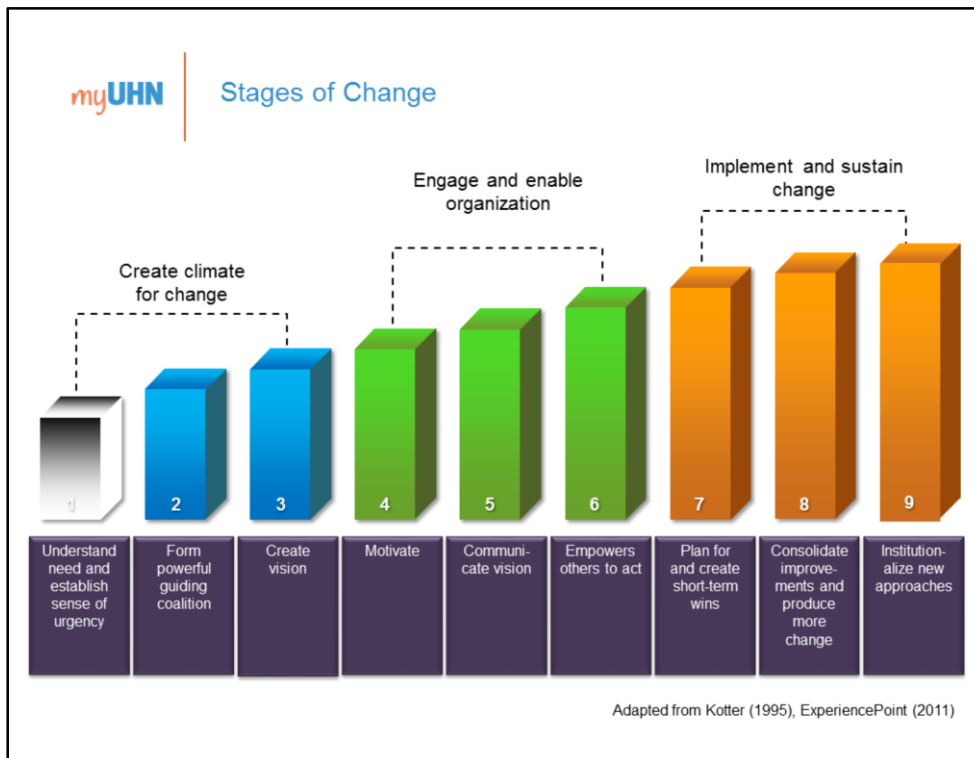 myUHN
Stages of Change
Create climate
for change
Engage and enable
organization
Implement and sustain
change
1
2
3
4
5
6
7
8
9
Understand
need and
establish
sense of
urgency
Form
powerful
guiding
coalition
Create
vision
Motivate
Communi-
cate vision
Empowers
others to act
Plan for
and create
short-term
wins
Consolidate
improve-
ments and
produce
more
change
Institution-
alize new
approaches
Adapted from Kotter (1995), ExperiencePoint (2011)